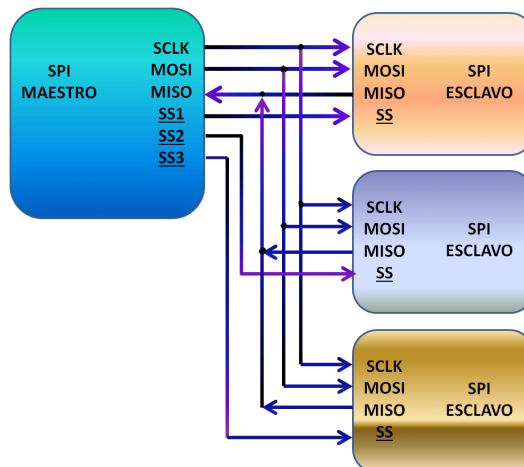 SPI
MAESTRO
SCLK
MOSI
MISO
SS1
SS2
SS3
SCLK
MOSI
MISO
SS
SPI
ESCLAVO
SCLK
MOSI
MISO
SS
SPI
ESCLAVO
SCLK
MOSI
MISO
SS
SPI
ESCLAVO